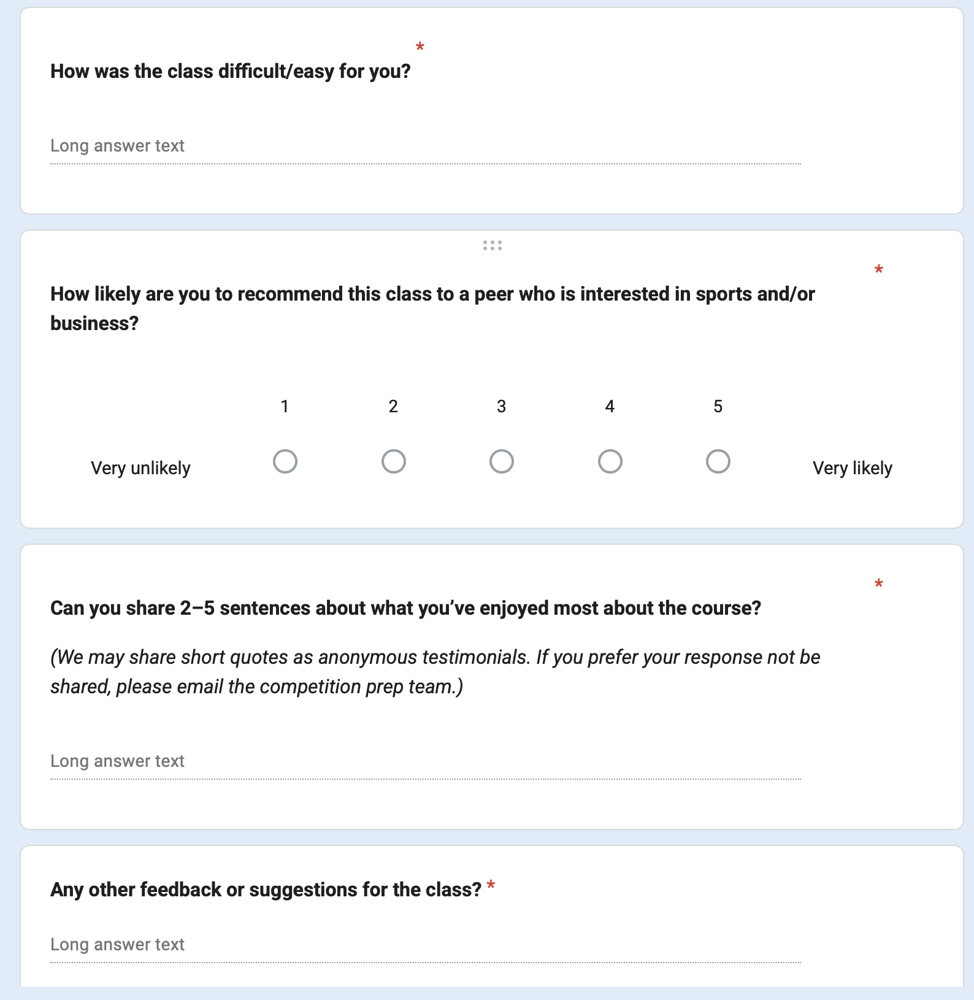 *
How was the class difficult/easy for you?
Long answer text
*
How likely are you to recommend this class to a peer who is interested in sports and/or
business?
1 2 3 4 5
Very unlikely Very likely
*
Can you share 2–5 sentences about what you’ve enjoyed most about the course?
(We may share short quotes as anonymous testimonials. If you prefer your response not be
shared, please email the competition prep team.)
Long answer text
Any other feedback or suggestions for the class? *
Long answer text